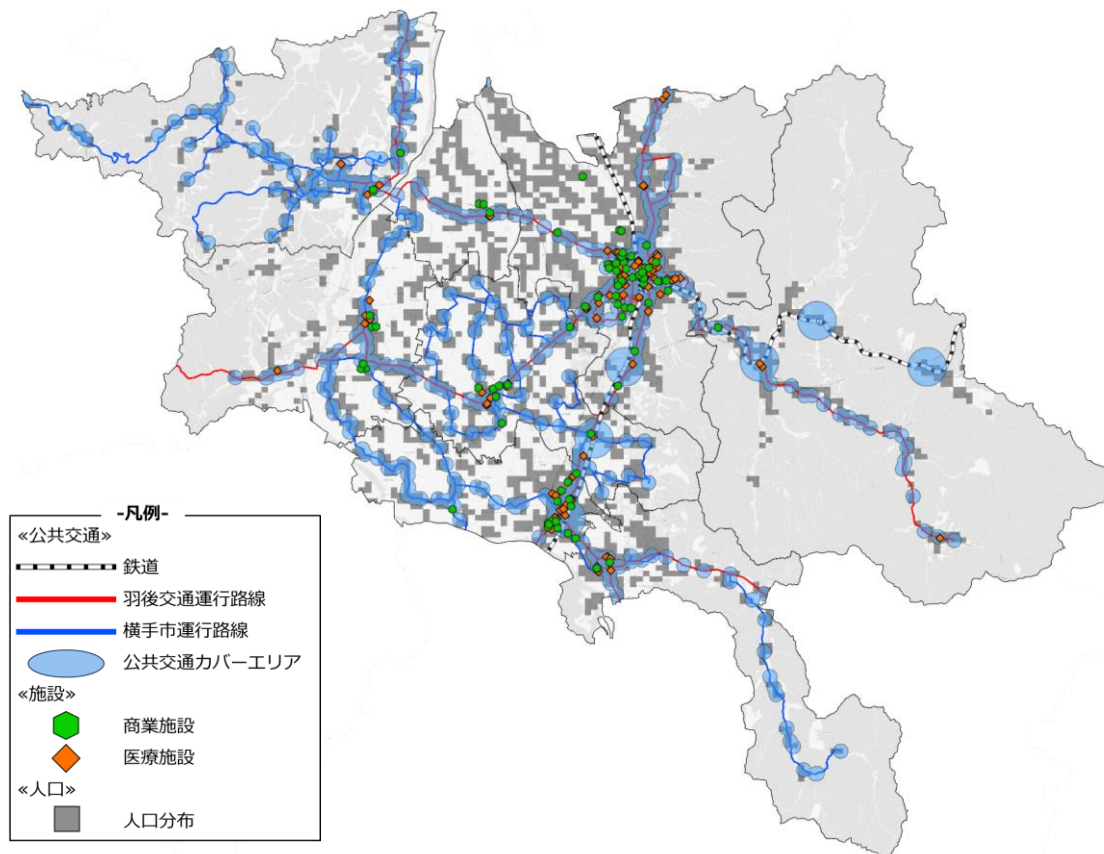 -凡例-
«公共交通»
鉄道
羽後交通運行路線
横手市運行路線
公共交通カバーエリア
«施設»
商業施設
医療施設
«人口»
人口分布